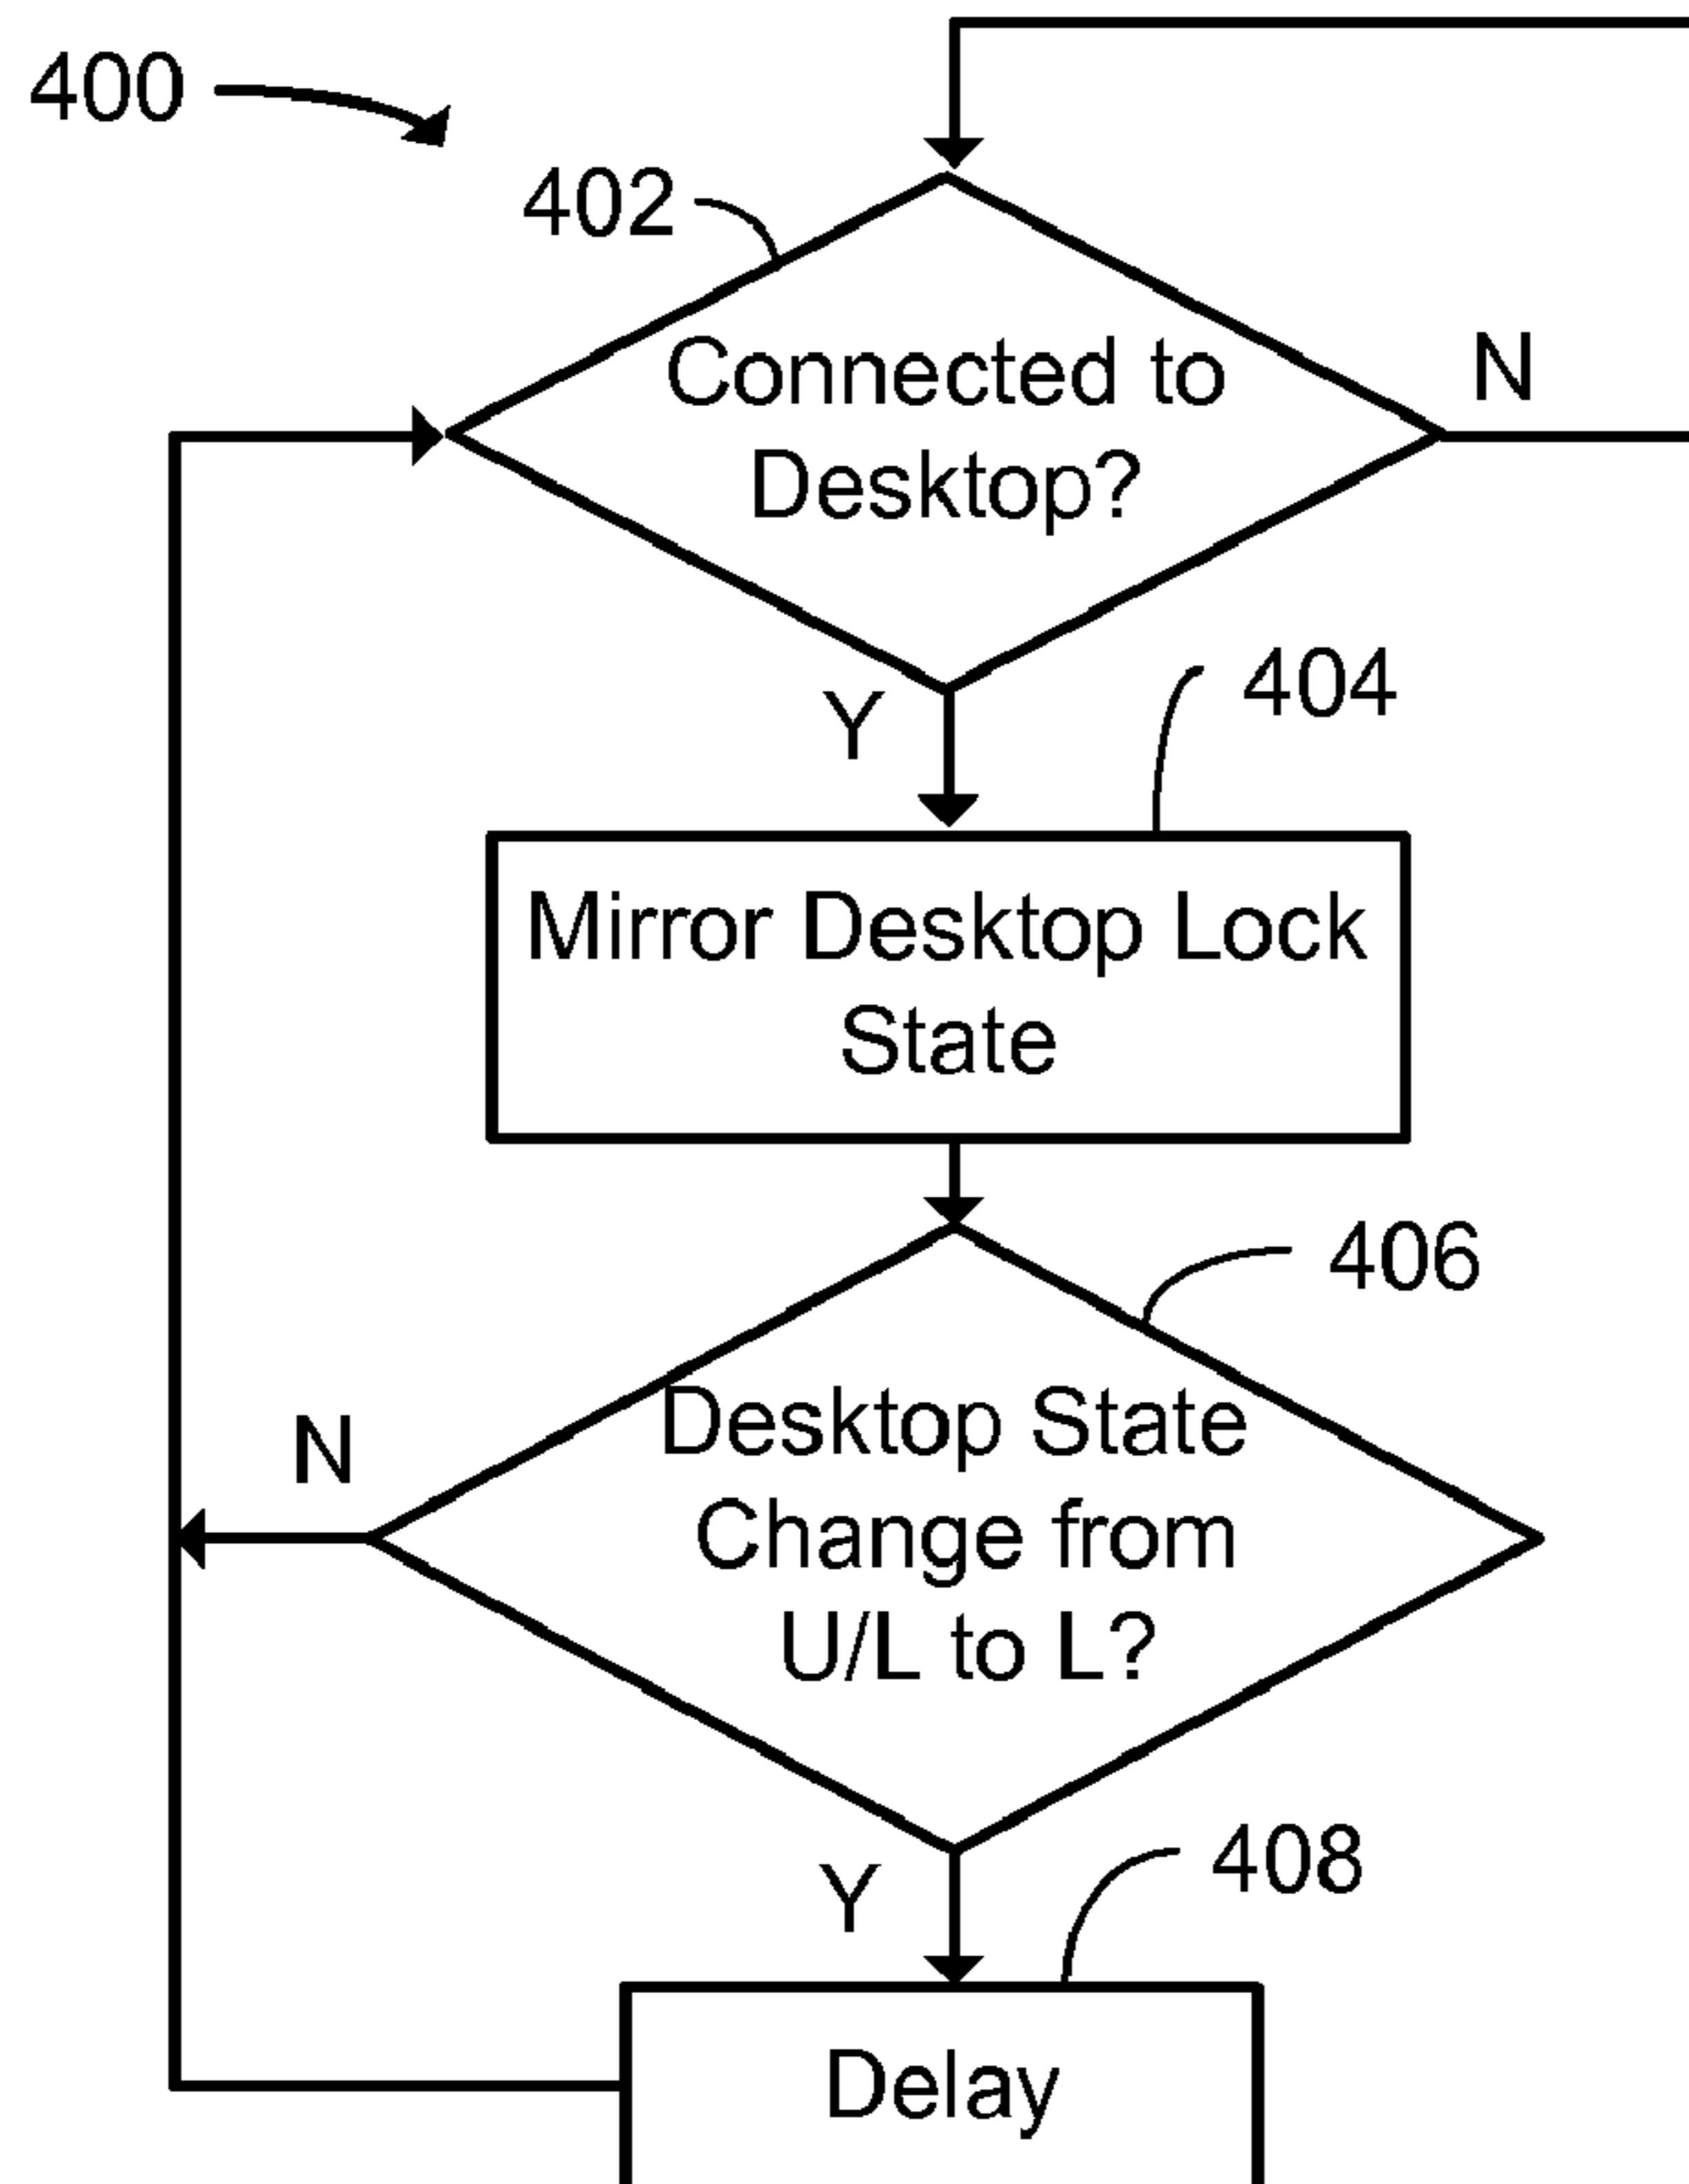 400
402
Connected to
Desktop?
N
Y
404
Mirror Desktop Lock
State
406
Desktop State
Change from
U/L to L?
N
Y
408
Delay